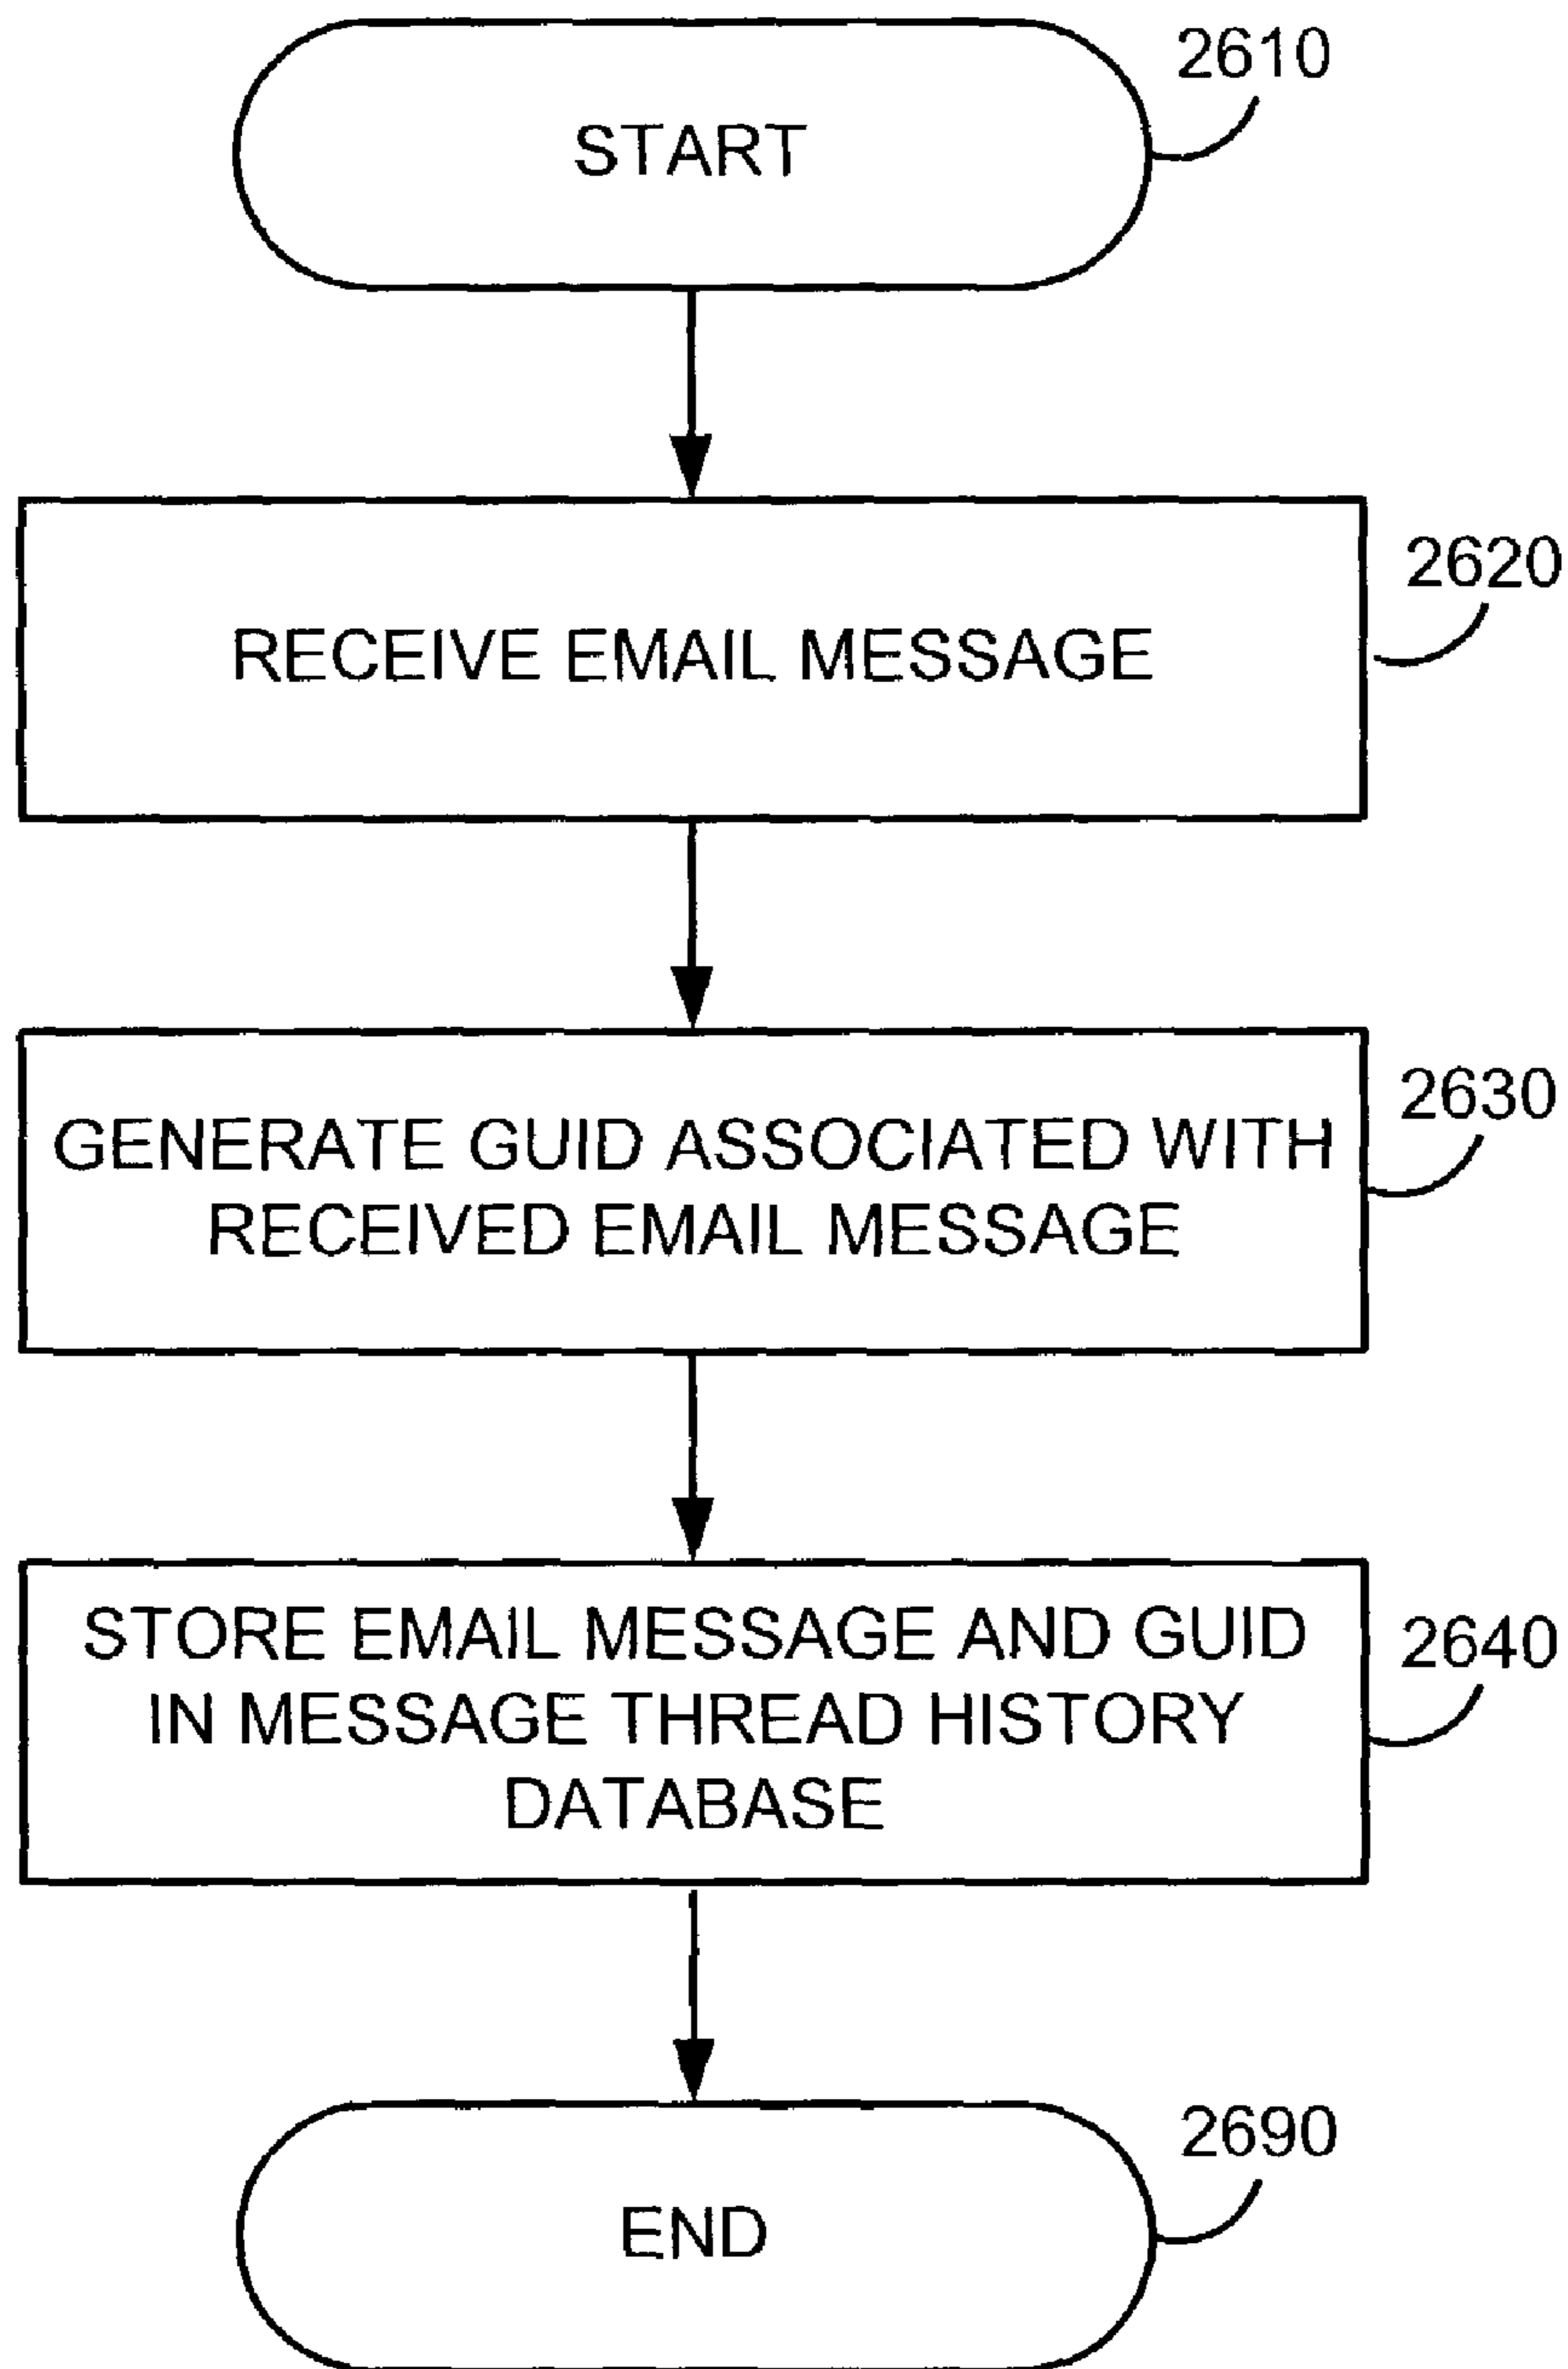 2610
START
2620
RECEIVE EMAIL MESSAGE
2630
GENERATE GUID ASSOCIATED WITH
RECEIVED EMAIL MESSAGE
2640
STORE EMAIL MESSAGE AND GUID
IN MESSAGE THREAD HISTORY
DATABASE
2690
END